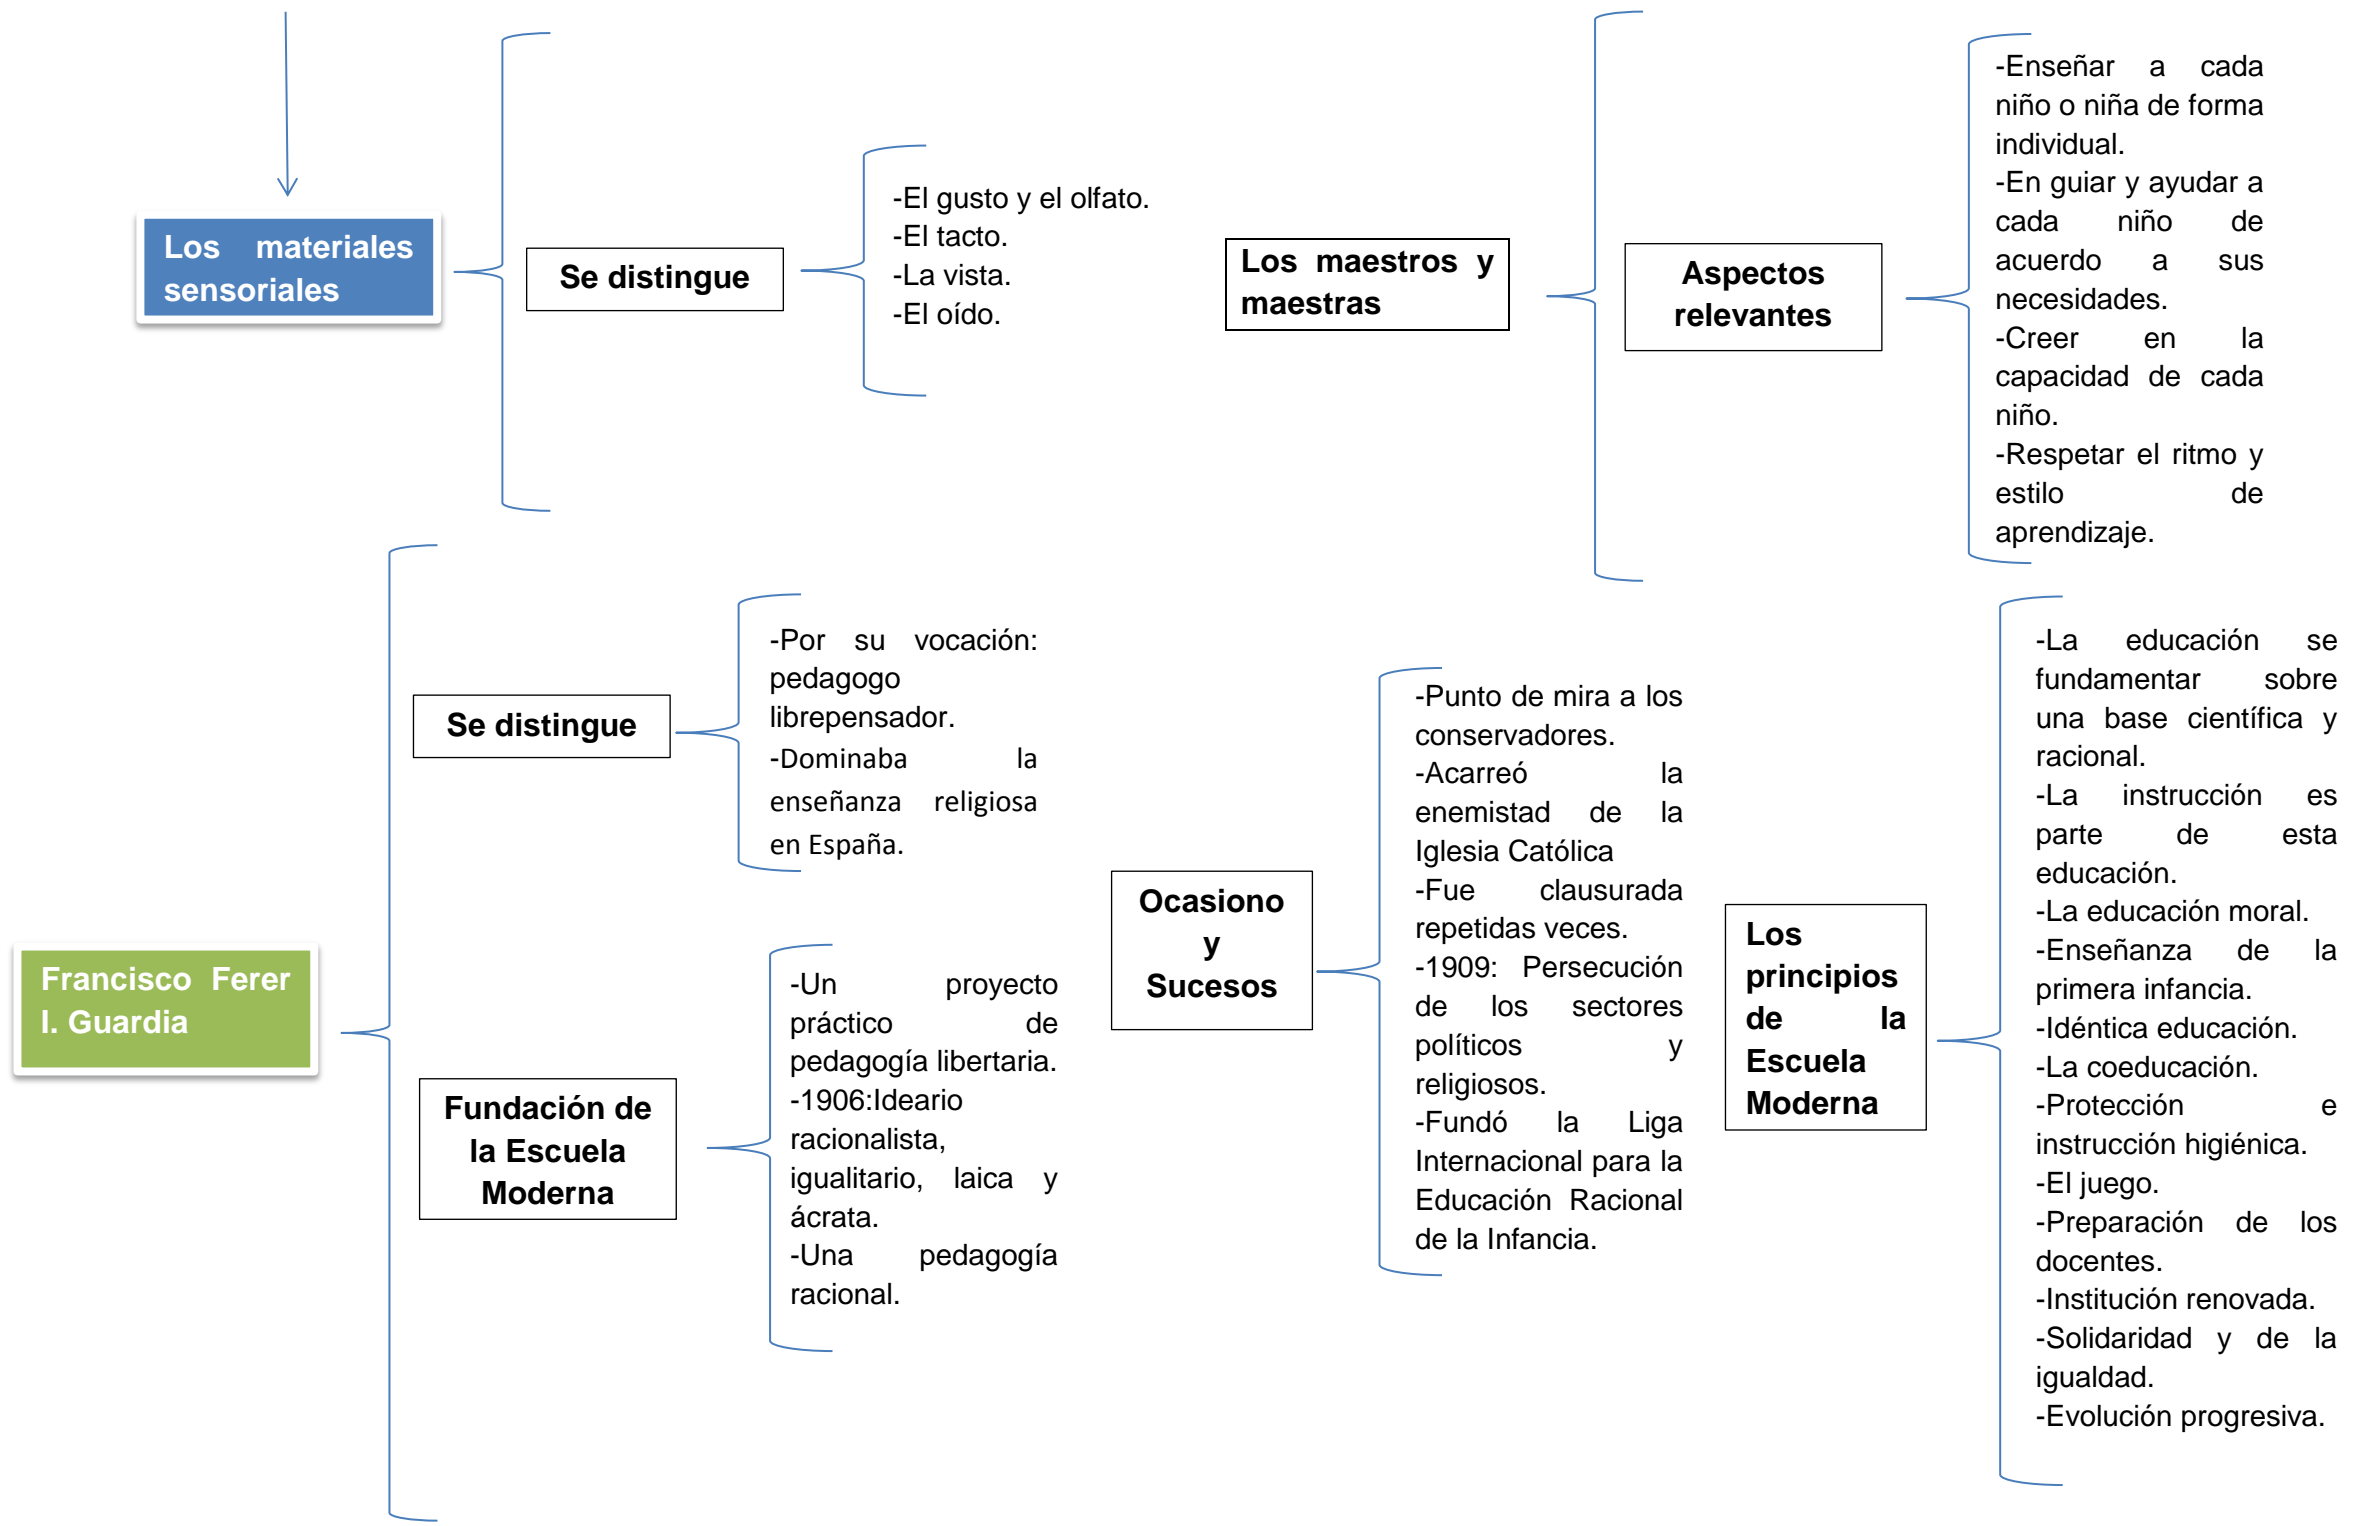 Los materiales
sensoriales
Se distingue
-El gusto y el olfato.
-El tacto.
-La vista.
-El oído.
Los maestros y
maestras
Aspectos
relevantes
-Enseñar a cada
niño o niña de forma
individual.
-En guiar y ayudar a
cada niño de
acuerdo a sus
necesidades.
-Creer en la
capacidad de cada
niño.
-Respetar el ritmo y
estilo de
aprendizaje.
Francisco Ferer
I. Guardia
Se distingue
-Por su vocación:
pedagogo
librepensador.
-Dominaba la
enseñanza religiosa
en España.
Fundación de
la Escuela
Moderna
-Un proyecto
práctico de
pedagogía libertaria.
-1906:Ideario
racionalista,
igualitario, laica y
ácrata.
-Una pedagogía
racional.
Ocasiono
y
Sucesos
-Punto de mira a los
conservadores.
-Acarreó la
enemistad de la
Iglesia Católica
-Fue clausurada
repetidas veces.
-1909: Persecución
de los sectores
políticos y
religiosos.
-Fundó la Liga
Internacional para la
Educación Racional
de la Infancia.
Los
principios
de la
Escuela
Moderna
-La educación se
fundamentar sobre
una base científica y
racional.
-La instrucción es
parte de esta
educación.
-La educación moral.
-Enseñanza de la
primera infancia.
-Idéntica educación.
-La coeducación.
-Protección e
instrucción higiénica.
-El juego.
-Preparación de los
docentes.
-Institución renovada.
-Solidaridad y de la
igualdad.
-Evolución progresiva.